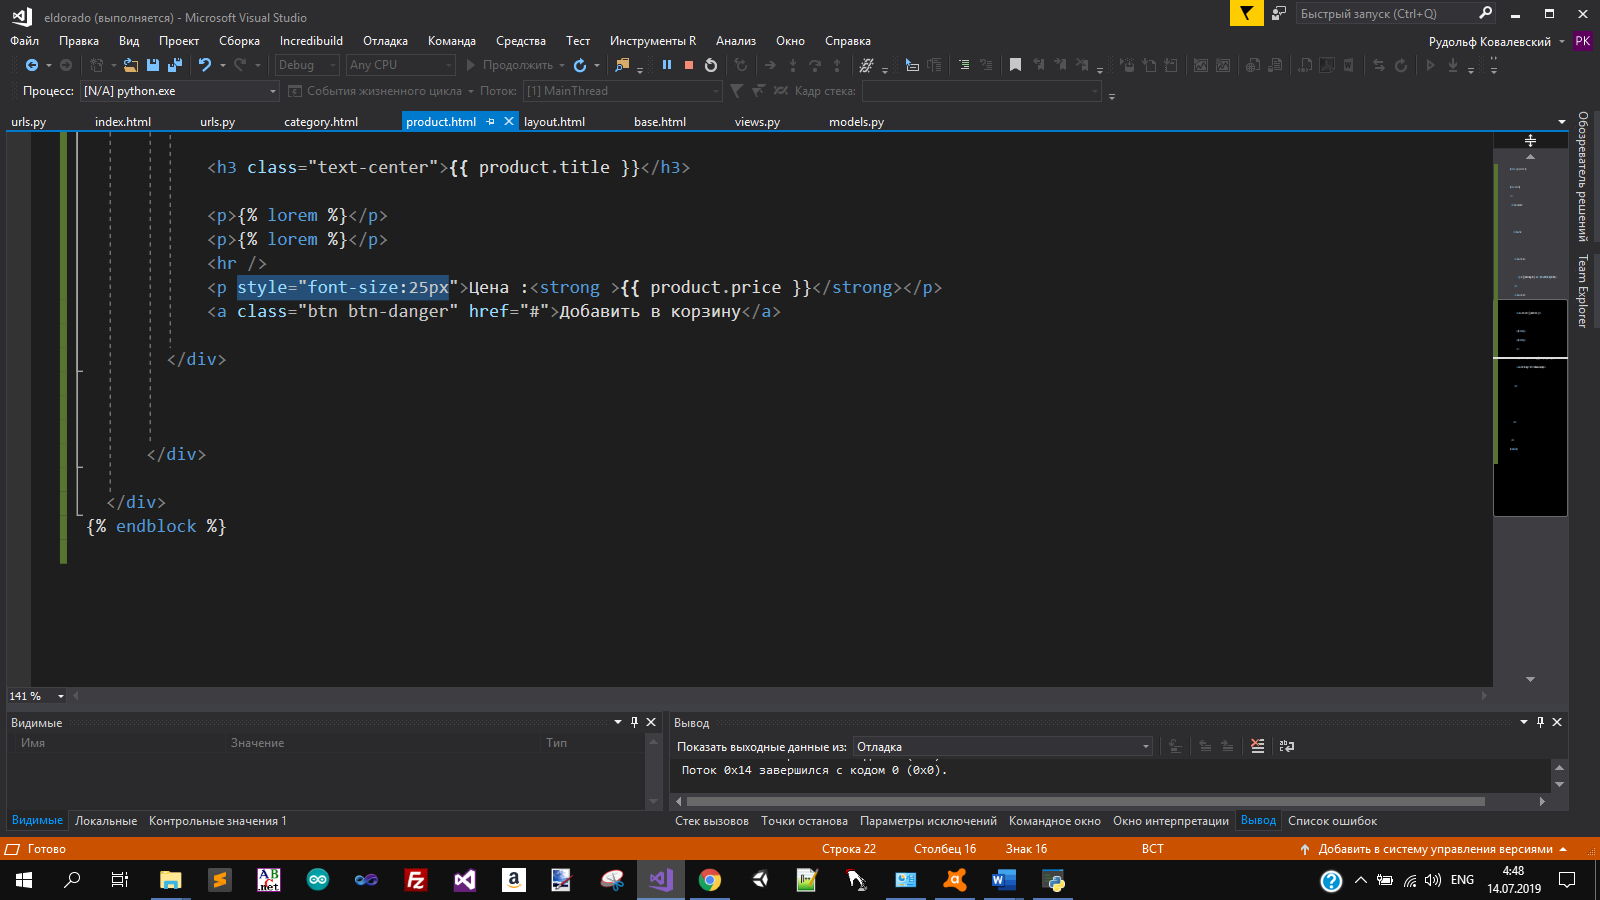 eldorado (выполняется) - Microsoft Visual Studio
Быстрый запуск (Ctrl+Q)
Файл Правка Вид Проект Сборка Incredibuild Отладка Команда Средства Тест Инструменты R Анализ Окно Справка
Рудольф Ковалевский РК
Debug Any CPU Продолжить
Процесс: [N/A] python.exe События жизненного цикла Поток: [1] MainThread Кадр стека:
urls.py index.html urls.py category.html product.html layout.html base.html views.py models.py
<h3 class="text-center">{{ product.title }}</h3>
<p>{% lorem %}</p>
<p>{% lorem %}</p>
<hr />
<p style="font-size:25px">Цена :<strong >{{ product.price }}</strong></p>
<a class="btn btn-danger" href="#">Добавить в корзину</a>
</div>
</div>
</div>
{% endblock %}
Обозреватель решений
Team Explorer
141 %
Видимые
Имя Значение Тип
Видимые Локальные Контрольные значения 1
Вывод
Показать выходные данные из: Отладка
Поток 0x14 завершился с кодом 0 (0x0).
Стек вызовов Точки останова Параметры исключений Командное окно Окно интерпретации Вывод Список ошибок
Готово Строка 22 Столбец 16 Знак 16 ВСТ Добавить в систему управления версиями
ENG 4:48
14.07.2019